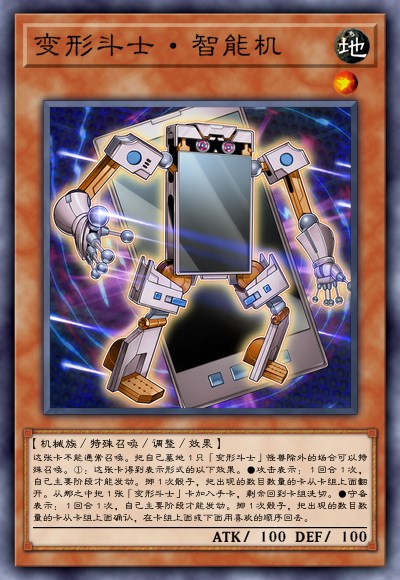 变形斗士·智能机
地
【机械族/特殊召唤/调整/效果】
这张卡不能通常召唤。把自己墓地1只「变形斗士」怪兽除外的场合可以特
殊召唤。①：这张卡得到表示形式的以下效果。●攻击表示：1回合1次，
自己主要阶段才能发动。掷1次骰子，把出现的数目数量的卡从卡组上面翻
开。从那之中把1张「变形斗士」卡加入手卡，剩余回到卡组洗切。●守备
表示：1回合1次，自己主要阶段才能发动。掷1次骰子，把出现的数目数
量的卡从卡组上面确认，在卡组上面或下面用喜欢的顺序回去。
ATK/ 100 DEF/ 100